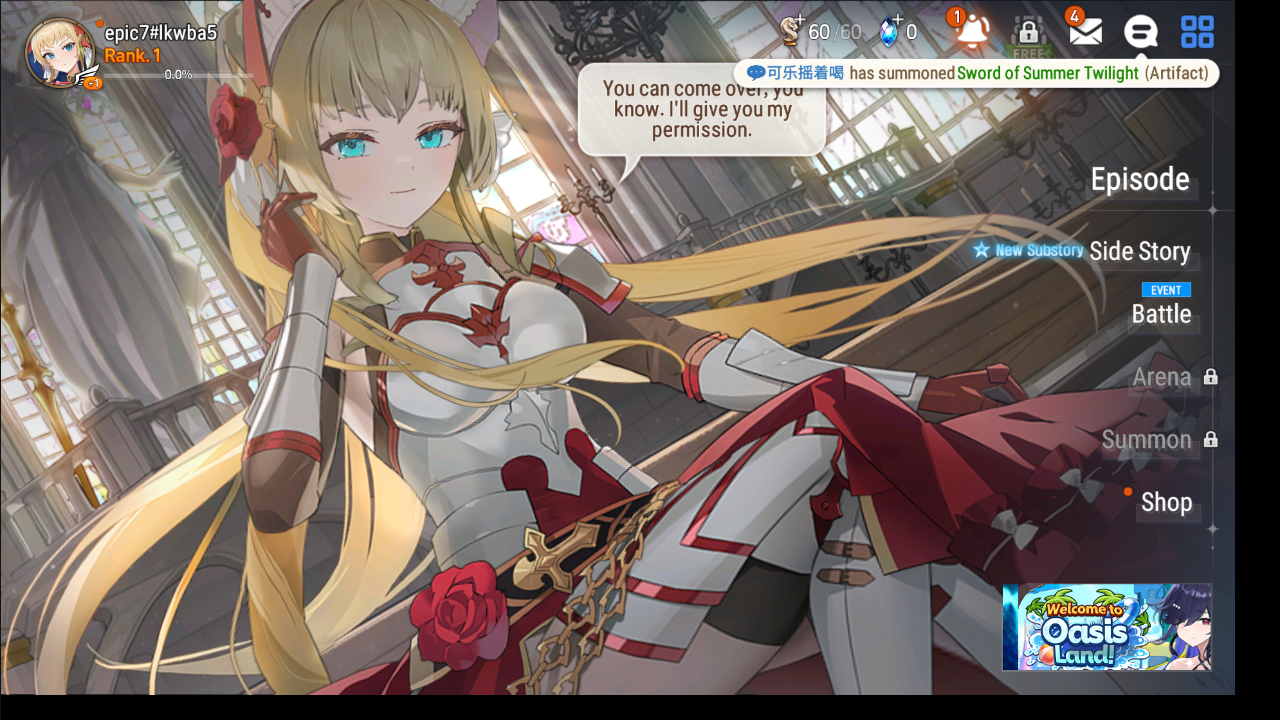 epic7#lkwba5
Rank. 1
0.0%
+1
60/60
0
1
FREE
4
可乐摇着喝 has summoned Sword of Summer Twilight (Artifact)
You can come over, you
know. I'll give you my
permission.
Episode
New Substory Side Story
EVENT
Battle
Arena
Summon
Shop
Welcome to
Oasis
Land!